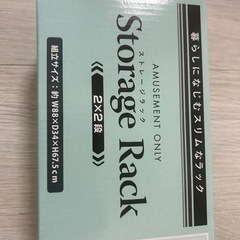 暮らしになじむスリムなラック
AMUSEMENT ONLY
ストレージラック
Storage Rack
2×2段
組立サイズ：約 W88×D34×H67.5cm